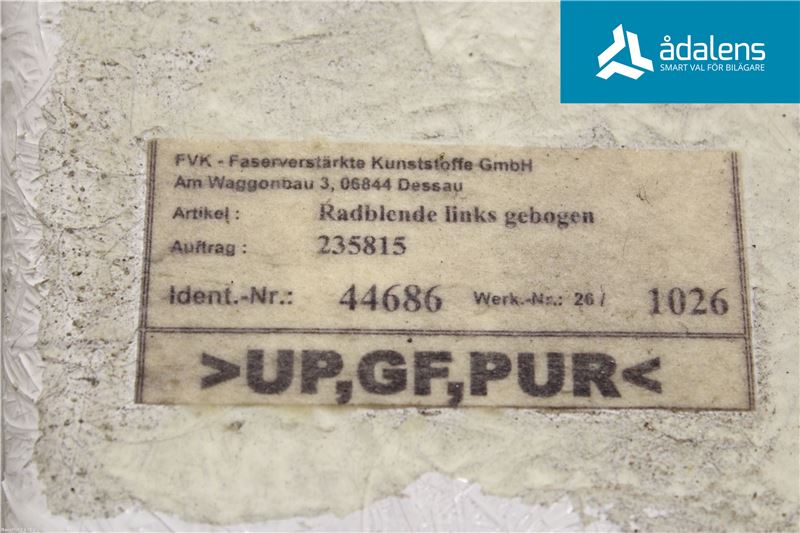 ådalens
SMART VAL FÖR BILÄGARE
FVK - Faserverstärkte Kunststoffe GmbH
Am Waggonbau 3, 06844 Dessau
Artikel : Radblende links gebogen
Auftrag : 235815
Ident.-Nr.: 44686 Werk.-Nr.: 26 / 1026
>UP,GF,PUR<